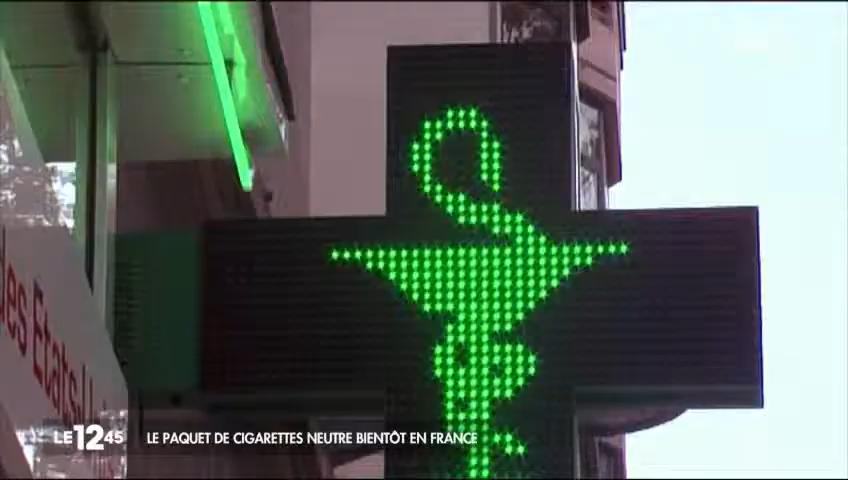 des Etats-U
LE 12 45
LE PAQUET DE CIGARETTES NEUTRE BIENTÔT EN FRANCE